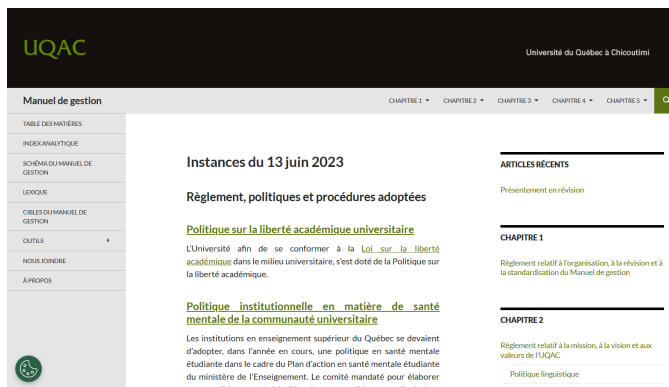 UQAC
Université du Québec à Chicoutimi
Manuel de gestion
CHAPITRE 1
CHAPITRE 2
CHAPITRE 3
CHAPITRE 4
CHAPITRE 5
TABLE DES MATIÈRES
INDEX ANALYTIQUE
SCHÉMA DU MANUEL DE
GESTION
LEXIQUE
CIBLES DU MANUEL DE
GESTION
OUTILS
NOUS JOINDRE
À PROPOS
Instances du 13 juin 2023
Règlement, politiques et procédures adoptées
Politique sur la liberté académique universitaire
L'Université afin de se conformer à la Loi sur la liberté
académique dans le milieu universitaire, s'est doté de la Politique sur
la liberté académique.
Politique institutionnelle en matière de santé
mentale de la communauté universitaire
Les institutions en enseignement supérieur du Québec se devaient
d'adopter, dans l'année en cours, une politique en santé mentale
étudiante dans le cadre du Plan d'action en santé mentale étudiante
du ministère de l'Enseignement. Le comité mandaté pour élaborer
ARTICLES RÉCENTS
Présentement en révision
CHAPITRE 1
Règlement relatif à l'organisation, à la révision et à
la standardisation du Manuel de gestion
CHAPITRE 2
Règlement relatif à la mission, à la vision et aux
valeurs de l'UQAC
Politique linguistique